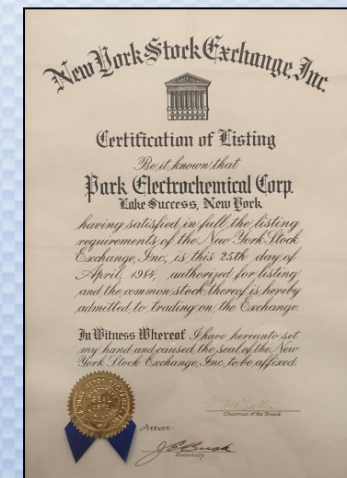 New York Stock Exchange, Inc.
Certification of Listing
Be it known that
Park Electrochemical Corp.
Lake Success, New York
having satisfied in full the listing
requirements of the New York Stock
Exchange, Inc., is this 25th day of
April, 1984, authorized for listing
and the common stock thereof is hereby
admitted to trading on the Exchange.
In Witness Whereof I have hereunto set
my hand and caused the seal of the New
York Stock Exchange, Inc. to be affixed.
Chairman of the Board
Attest:
Secretary
SEAL